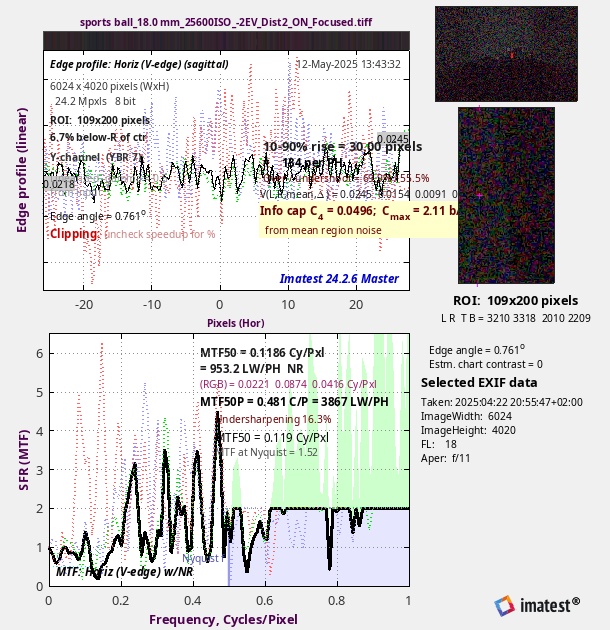 sports ball_18.0 mm_25600ISO_-2EV_Dist2_ON_Focused.tiff
Edge profile: Horiz (V-edge) (sagittal)
12-May-2025 13:43:32
6024 x 4020 pixels (WxH)
24.2 Mpxls   8 bit
ROI:  109x200 pixels
6.7% below-R of ctr
Y-channel  (YBR 7)
0.0245
10-90% rise = 30.00 pixels
184 per PH
0.0218
Edge angle = 0.761o
Info cap C4 = 0.0496;  Cmax = 2.11 b/
Clipping: uncheck speedup for %
from mean region noise
Imatest 24.2.6 Master
Edge profile (linear)
-20 -10 0 10 20
Pixels (Hor)
ROI:  109x200 pixels
L R  T B = 3210 3318  2010 2209
Edge angle = 0.761o
Estm. chart contrast = 0
Selected EXIF data
Taken: 2025:04:22 20:55:47+02:00
ImageWidth:  6024
ImageHeight:  4020
FL:   18
Aper:  f/11
MTF50 = 0.1186 Cy/Pxl
= 953.2 LW/PH  NR
(RGB) = 0.0221  0.0874  0.0416 Cy/Pxl
MTF50P = 0.481 C/P = 3867 LW/PH
Undersharpening 16.3%
MTF50 = 0.119 Cy/Pxl
MTF at Nyquist = 1.52
Nyquist f
MTF: Horiz (V-edge) w/NR
SFR (MTF)
6
5
4
3
2
1
0
0 0.2 0.4 0.6 0.8 1
Frequency, Cycles/Pixel
imatest®